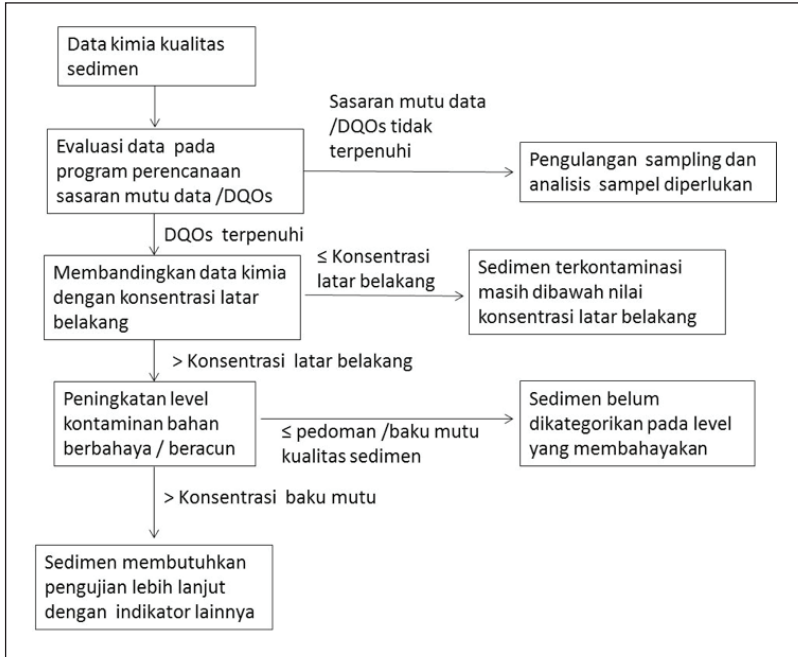 Data kimia kualitas
sedimen
Sasaran mutu data
/DQOs tidak
terpenuhi
Evaluasi data pada
program perencanaan
sasaran mutu data /DQOs
Pengulangan sampling dan
analisis sampel diperlukan
DQOs terpenuhi
≤ Konsentrasi
latar belakang
Membandingkan data kimia
dengan konsentrasi latar
belakang
Sedimen terkontaminasi
masih dibawah nilai
konsentrasi latar belakang
> Konsentrasi latar belakang
Peningkatan level
kontaminan bahan
berbahaya / beracun
≤ pedoman /baku mutu
kualitas sedimen
Sedimen belum
dikategorikan pada level
yang membahayakan
> Konsentrasi baku mutu
Sedimen membutuhkan
pengujian lebih lanjut
dengan indikator lainnya